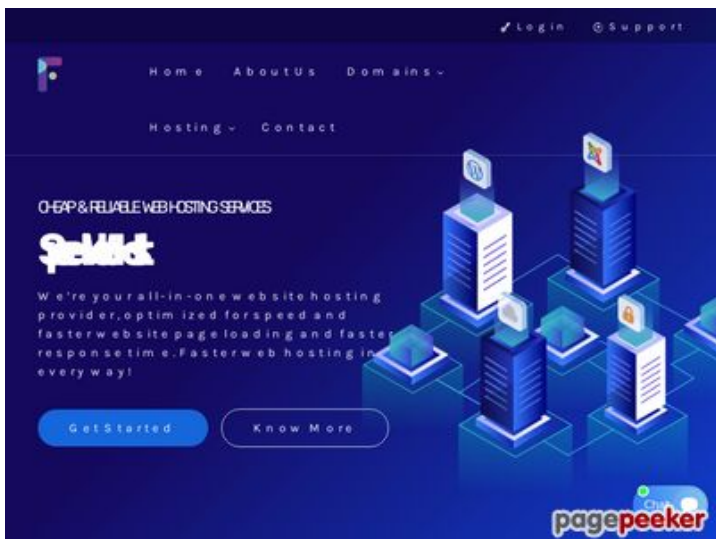 Login Support
Home About Us Domains
Hosting Contact
CHEAP & RELIABLE WEB HOSTING SERVICES
We're your all-in-one website hosting
provider, optimized for speed and
faster website page loading and faster
response time. Faster web hosting in
every way!
Get Started Know More
Chat
pagepeeker